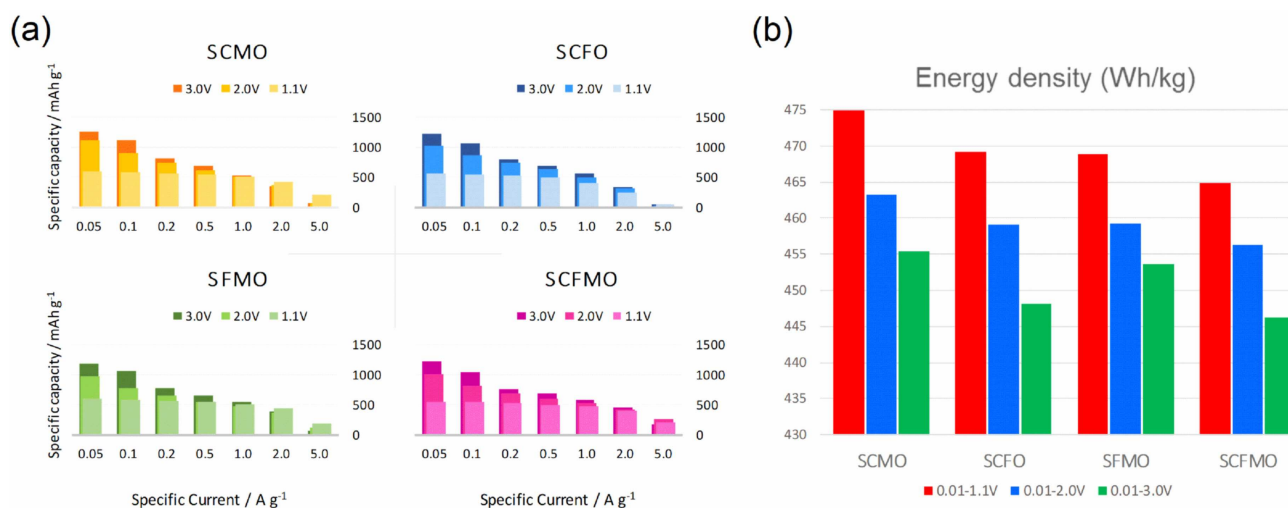 (a)
SCMO
3.0V 2.0V 1.1V
Specific capacity / mAh g⁻¹
1500
1000
500
0
0.05 0.1 0.2 0.5 1.0 2.0 5.0
SCFO
3.0V 2.0V 1.1V
1500
1000
500
0
0.05 0.1 0.2 0.5 1.0 2.0 5.0
SFMO
3.0V 2.0V 1.1V
Specific capacity / mAh g⁻¹
1500
1000
500
0
0.05 0.1 0.2 0.5 1.0 2.0 5.0
Specific Current / A g⁻¹
SCFMO
3.0V 2.0V 1.1V
1500
1000
500
0
0.05 0.1 0.2 0.5 1.0 2.0 5.0
Specific Current / A g⁻¹
(b)
Energy density (Wh/kg)
475
470
465
460
455
450
445
440
435
430
SCMO SCFO SFMO SCFMO
0.01-1.1V 0.01-2.0V 0.01-3.0V